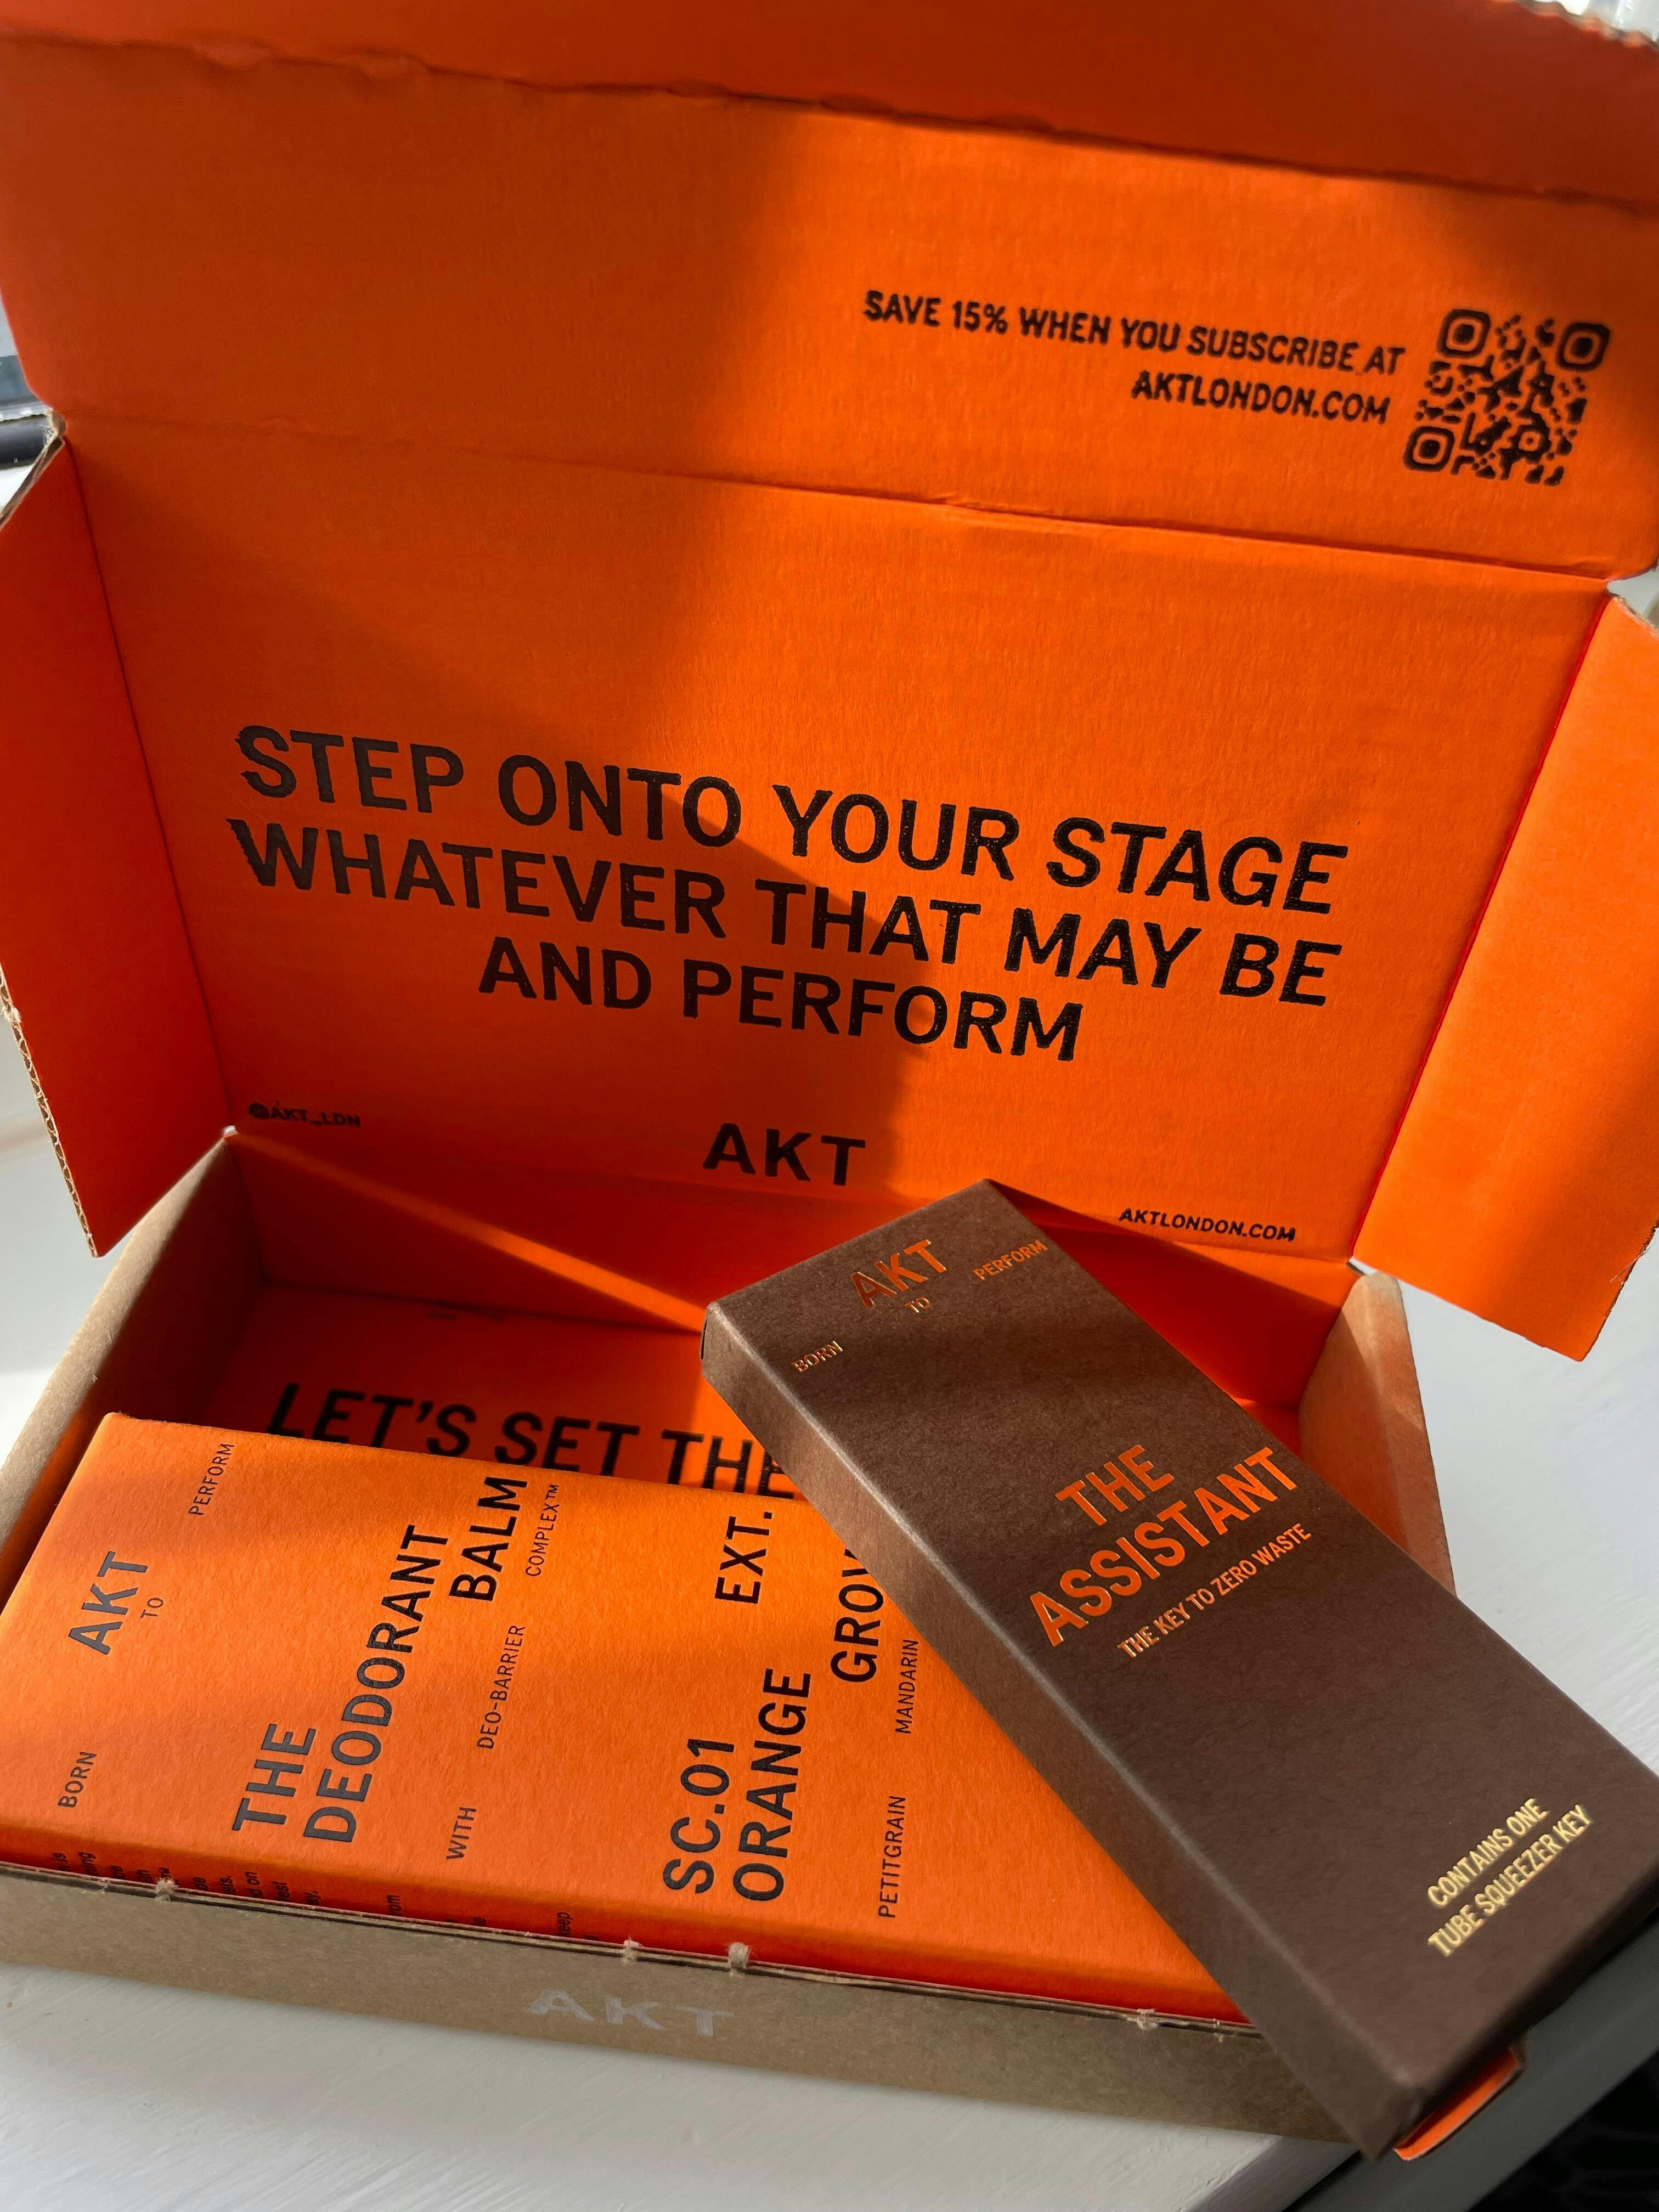 SAVE 15% WHEN YOU SUBSCRIBE AT
AKTLONDON.COM
STEP ONTO YOUR STAGE
WHATEVER THAT MAY BE
AND PERFORM
@AKT_LDN
AKT
AKTLONDON.COM
LET'S SET THE
AKT
BORN TO PERFORM
THE
DEODORANT
BALM
WITH DEO-BARRIER COMPLEX™
SC.01 EXT.
ORANGE
PETITGRAIN MANDARIN
AKT
BORN TO PERFORM
THE
ASSISTANT
THE KEY TO ZERO WASTE
CONTAINS ONE
TUBE SQUEEZER KEY
AKT